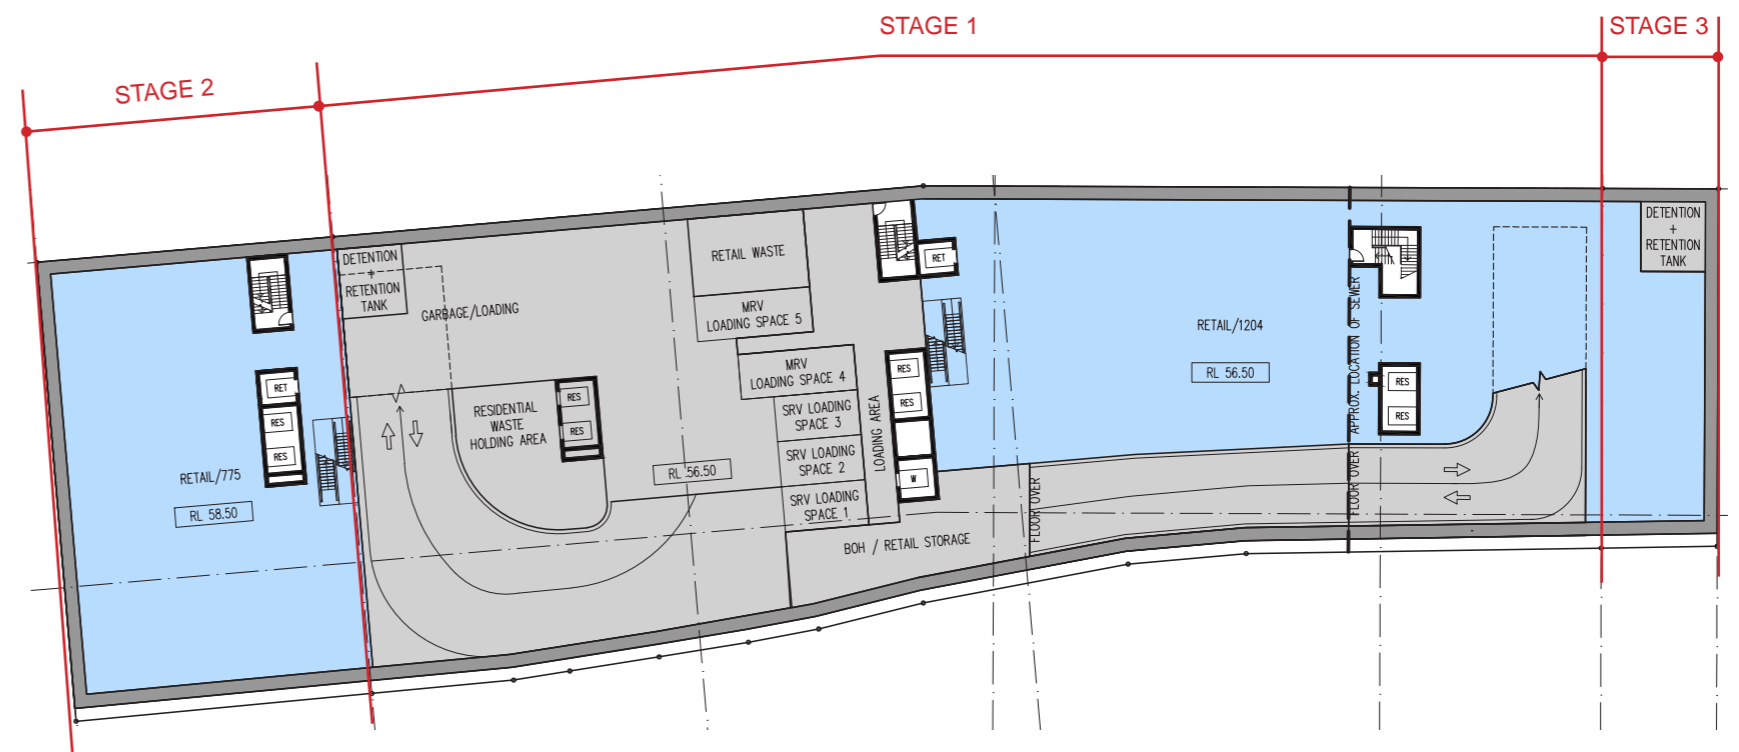 STAGE 1
STAGE 3
STAGE 2
DETENTION
+
RETENTION
TANK
GARBAGE/LOADING
RETAIL WASTE
MRV
LOADING SPACE 5
MRV
LOADING SPACE 4
SRV LOADING
SPACE 3
SRV LOADING
SPACE 2
SRV LOADING
SPACE 1
LOADING AREA
RET
RES
RES
W
RETAIL/1204
RL 56.50
APPROX. LOCATION OF SEWER
RES
RES
DETENTION
+
RETENTION
TANK
RET
RES
RES
RETAIL/775
RL 58.50
RESIDENTIAL
WASTE
HOLDING AREA
RES
RES
RL 56.50
BOH / RETAIL STORAGE
FLOOR OVER
FLOOR OVER